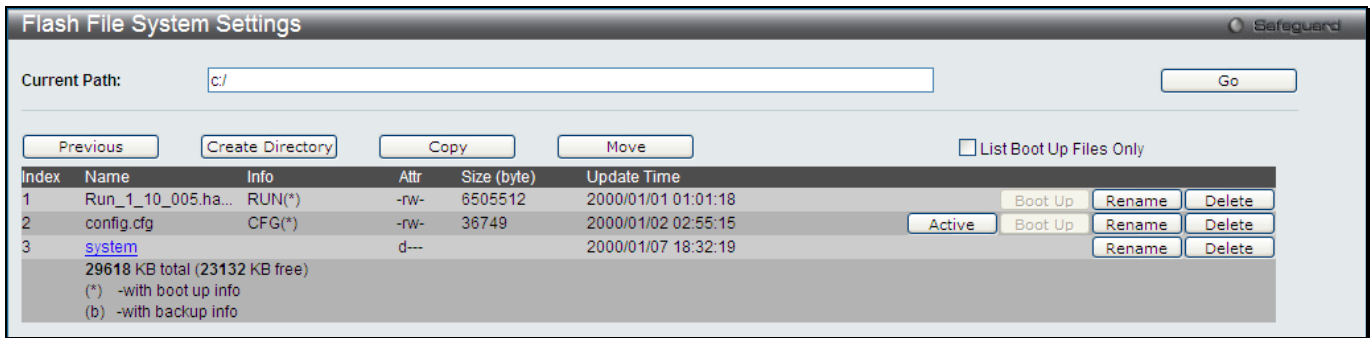 Flash File System Settings Safeguard
Current Path: c:/ Go
Previous Create Directory Copy Move List Boot Up Files Only
Index Name Info Attr Size (byte) Update Time
1 Run_1_10_005.ha... RUN(*) -rw- 6505512 2000/01/01 01:01:18 Boot Up Rename Delete
2 config.cfg CFG(*) -rw- 36749 2000/01/02 02:55:15 Active Boot Up Rename Delete
3 system d--- 2000/01/07 18:32:19 Rename Delete
29618 KB total (23132 KB free)
(*) -with boot up info
(b) -with backup info